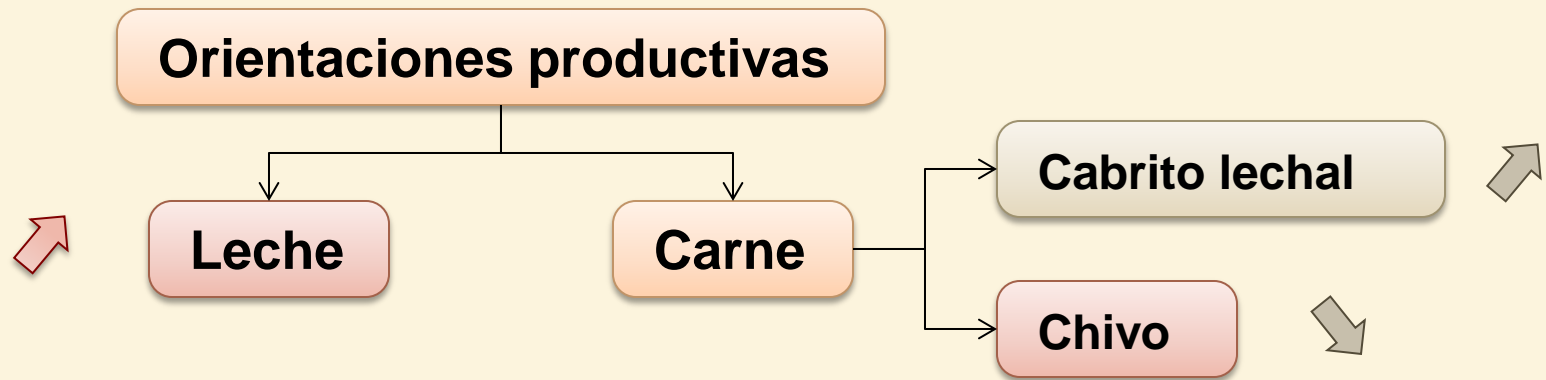 Orientaciones productivas
Leche
Carne
Cabrito lechal
Chivo